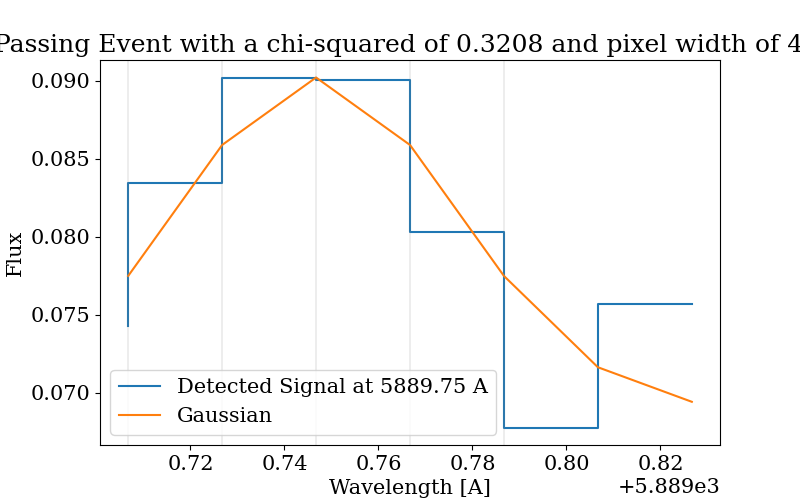 Passing Event with a chi-squared of 0.3208 and pixel width of 4
0.090
0.085
0.080
0.075
0.070
Flux
Detected Signal at 5889.75 A
Gaussian
0.72 0.74 0.76 0.78 0.80 0.82
+5.889e3
Wavelength [A]